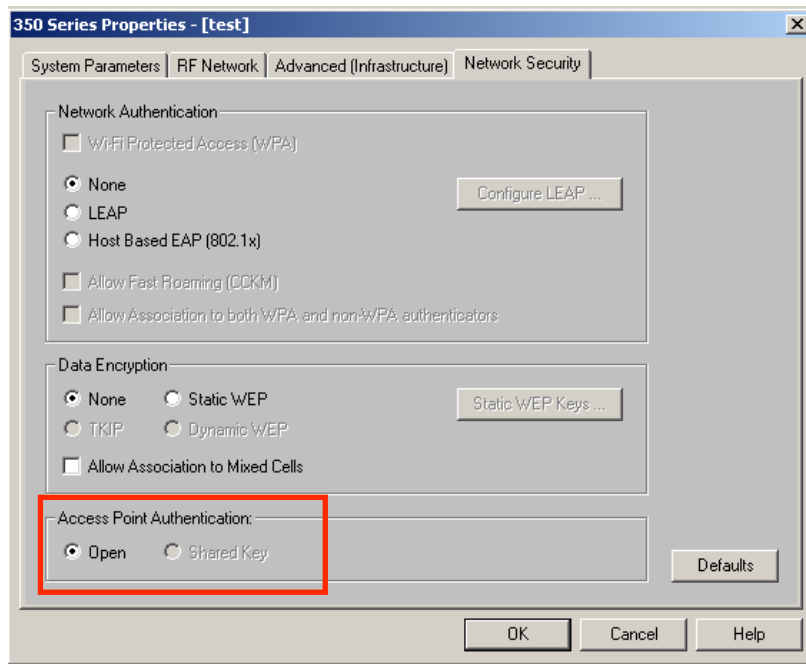 350 Series Properties - [test]
System Parameters RF Network Advanced (Infrastructure) Network Security
Network Authentication
Wi-Fi Protected Access (WPA)
None
Configure LEAP ...
LEAP
Host Based EAP (802.1x)
Allow Fast Roaming (CCKM)
Allow Association to both WPA and non-WPA authenticators
Data Encryption
None Static WEP Static WEP Keys ...
TKIP Dynamic WEP
Allow Association to Mixed Cells
Access Point Authentication:
Open Shared Key
Defaults
OK Cancel Help